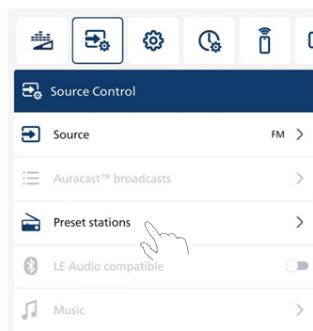 Source Control
Source FM
Auracast™ broadcasts
Preset stations
LE Audio compatible
Music